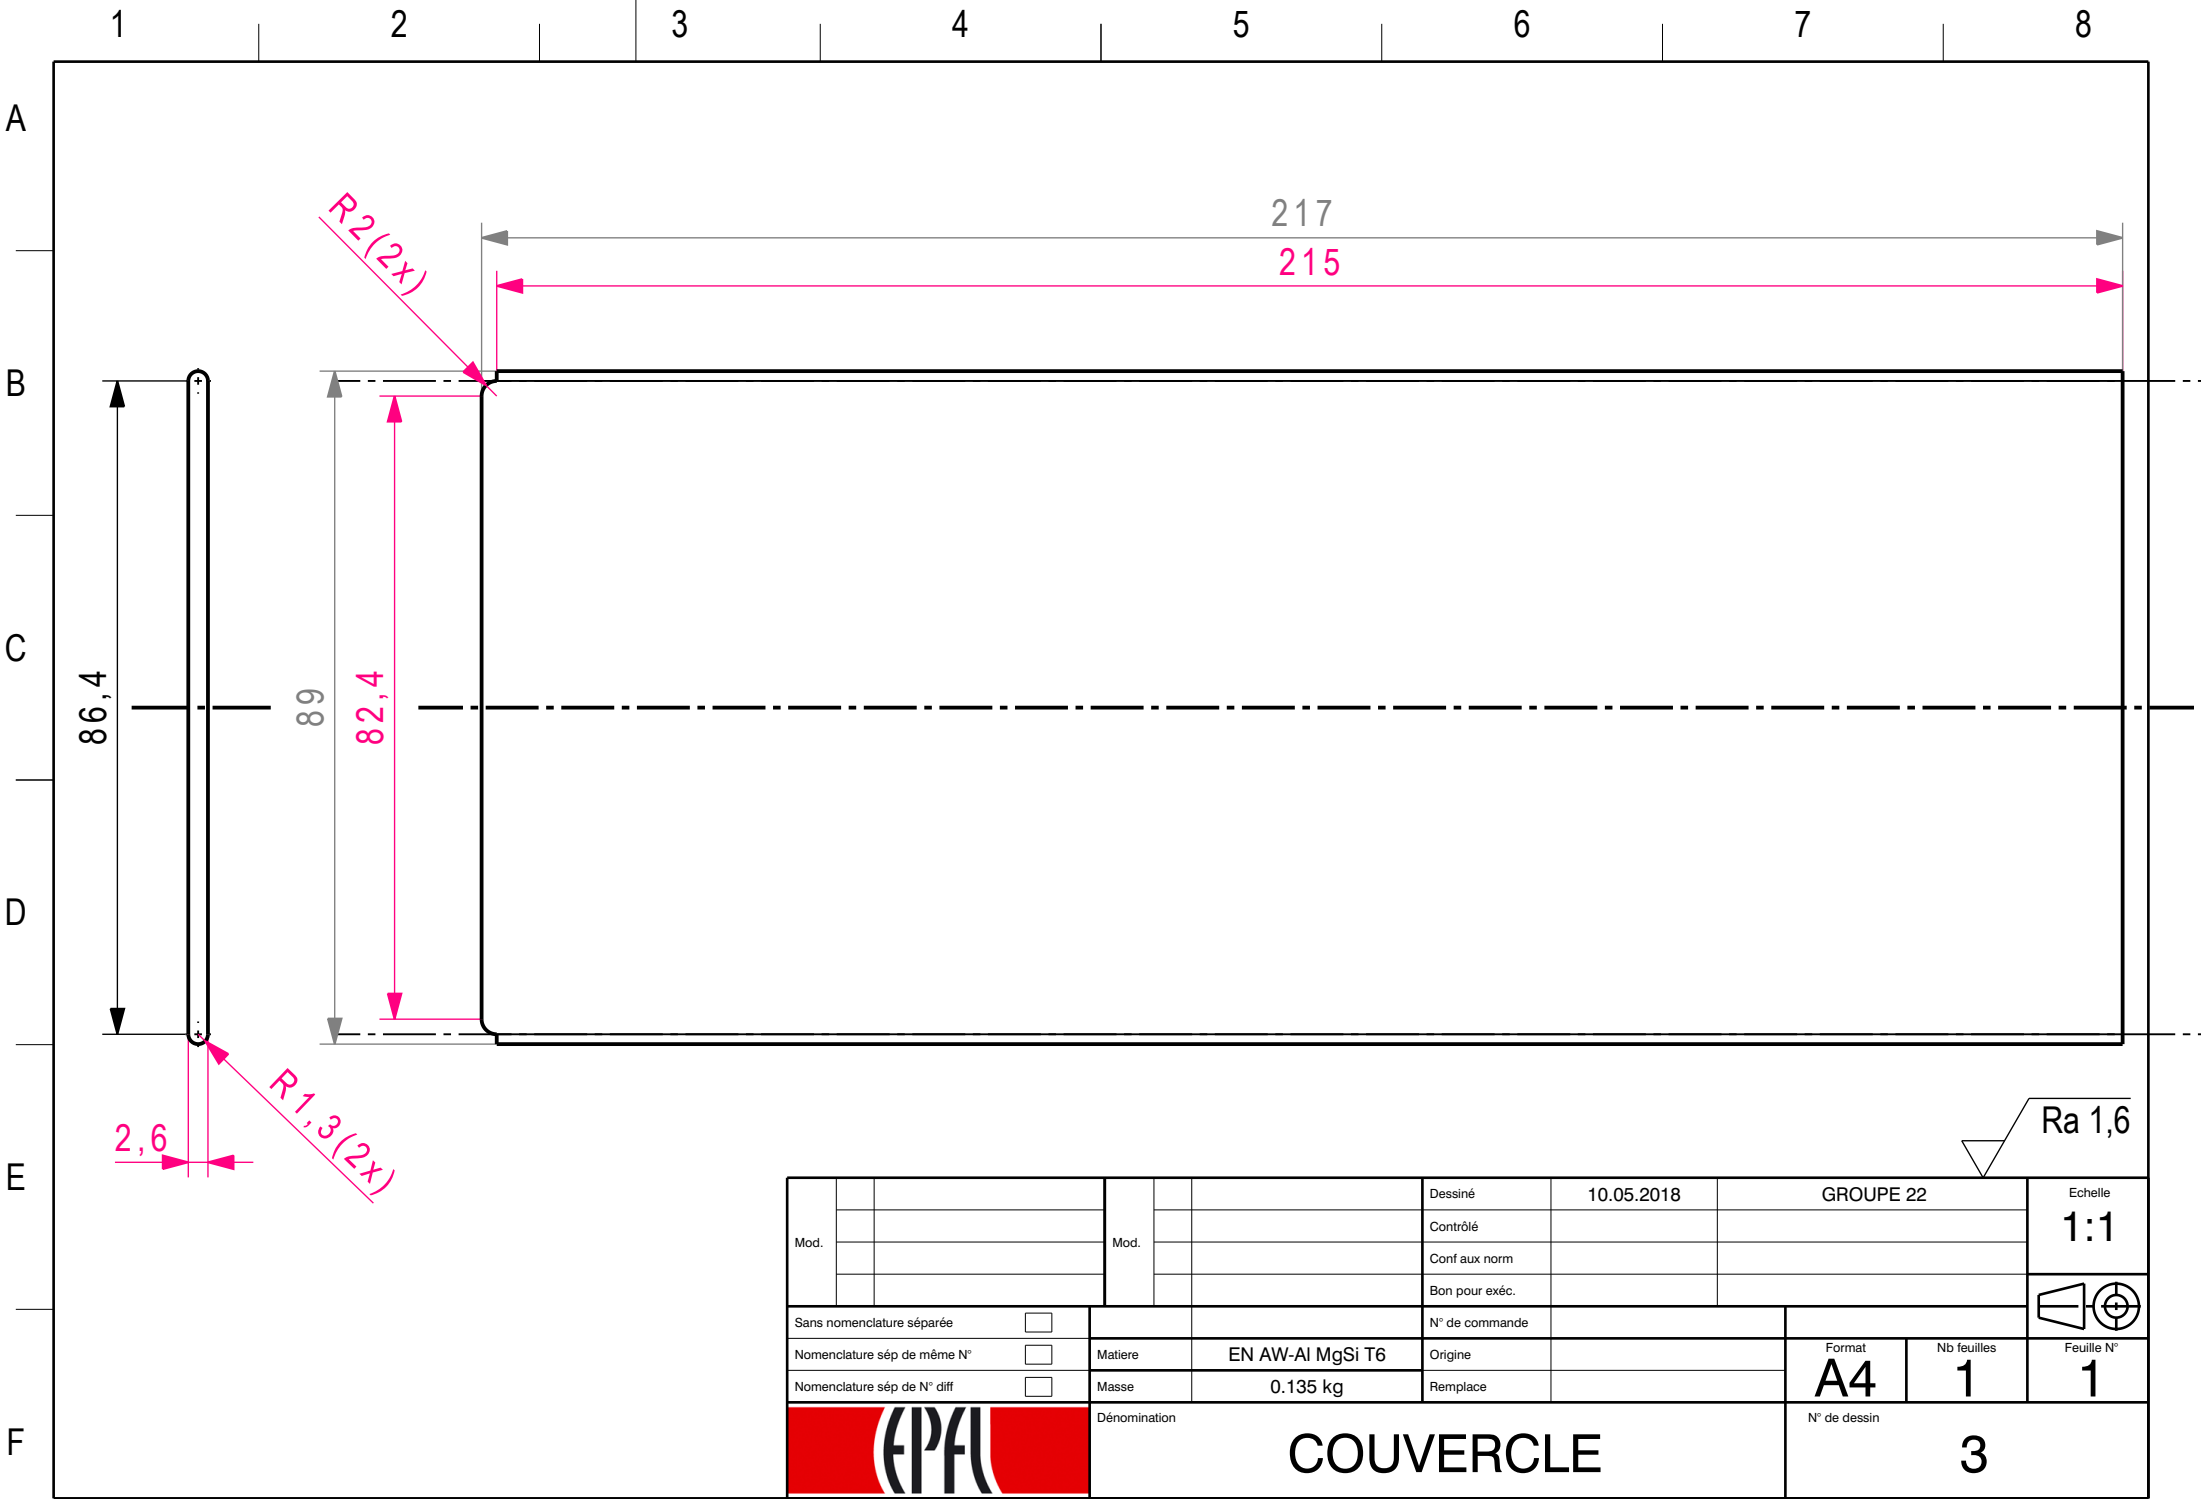 1 2 3 4 5 6 7 8
A
B
C
D
E
F
R2(2x)
217
215
86,4
89
82,4
2,6
R1,3(2x)
Ra 1,6
Mod.
Mod.
Dessiné 10.05.2018 GROUPE 22
Contrôlé
Conf aux norm
Bon pour exéc.
Echelle
1:1
Sans nomenclature séparée N° de commande
Nomenclature sép de même N° Matiere EN AW-Al MgSi T6 Origine
Nomenclature sép de N° diff Masse 0.135 kg Remplace
Format Nb feuilles Feuille N°
A4 1 1
EPFL
Dénomination
COUVERCLE
N° de dessin
3